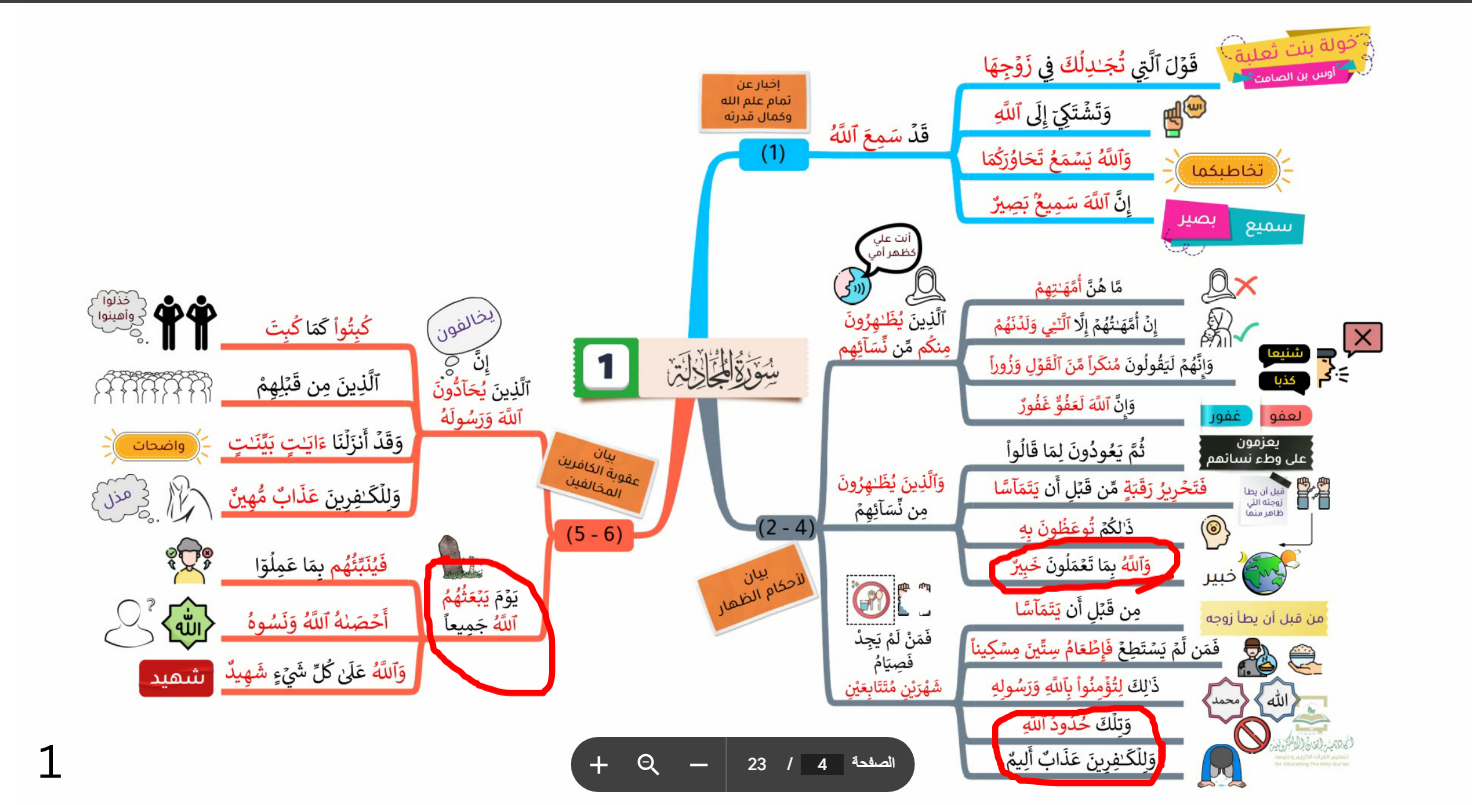 خولة بنت ثعلبة
أوس بن الصامت
إخبار عن
تمام علم الله
وكمال قدرته
(1)
قَدْ سَمِعَ ٱللَّهُ
قَوْلَ ٱلَّتِي تُجَـٰدِلُكَ فِي زَوْجِهَا
وَتَشْتَكِيٓ إِلَى ٱللَّهِ
الله
وَٱللَّهُ يَسْمَعُ تَحَاوُرَكُمَا
تخاطبكما
إِنَّ ٱللَّهَ سَمِيعٌۢ بَصِيرٌ
سميع
بصير
سُورَةُ المُجَادلَة
1
أنت علي
كظهر أمي
ٱلَّذِينَ يُظَـٰهِرُونَ
مِنكُم مِّن نِّسَآئِهِم
مَّا هُنَّ أُمَّهَـٰتِهِمْ
إِنْ أُمَّهَـٰتُهُمْ إِلَّا ٱلَّـٰٓـِٔي وَلَدْنَهُمْ
وَإِنَّهُمْ لَيَقُولُونَ مُنكَراً مِّنَ ٱلْقَوْلِ وَزُوراً
شنيعا
كذبا
وَإِنَّ ٱللَّهَ لَعَفُوٌّ غَفُورٌ
لعفو
غفور
(2 - 4)
بيان
لأحكام الظهار
وَٱلَّذِينَ يُظَـٰهِرُونَ
مِن نِّسَآئِهِمْ
ثُمَّ يَعُودُونَ لِمَا قَالُواْ
يعزمون
على وطء نسائهم
فَتَحْرِيرُ رَقَبَةٍ مِّن قَبْلِ أَن يَتَمَآسَّا
قبل أن يطأ
زوجته التي
ظاهر منها
ذَٰلِكُمْ تُوعَظُونَ بِهِ
وَٱللَّهُ بِمَا تَعْمَلُونَ خَبِيرٌ
خبير
فَمَنْ لَمْ يَجِدْ
فَصِيَامُ
شَهْرَيْنِ مُتَتَابِعَيْنِ
مِن قَبْلِ أَن يَتَمَآسَّا
من قبل أن يطأ زوجه
فَمَن لَّمْ يَسْتَطِعْ فَإِطْعَامُ سِتِّينَ مِسْكِيناً
ذَٰلِكَ لِتُؤْمِنُواْ بِٱللَّهِ وَرَسُولِهِ
الله
محمد
وَتِلْكَ حُدُودُ ٱللَّهِ
وَلِلْكَـٰفِرِينَ عَذَابٌ أَلِيمٌ
(5 - 6)
بيان
عقوبة الكافرين
المخالفين
يخالفون
إِنَّ
ٱلَّذِينَ يُحَآدُّونَ
ٱللَّهَ وَرَسُولَهُ
كُبِتُواْ كَمَا كُبِتَ
خذلوا
وأهينوا
ٱلَّذِينَ مِن قَبْلِهِمْ
وَقَدْ أَنزَلْنَا ءَايَـٰتٍ بَيِّنَـٰتٍ
واضحات
وَلِلْكَـٰفِرِينَ عَذَابٌ مُّهِينٌ
مذل
يَوْمَ يَبْعَثُهُمُ
ٱللَّهُ جَمِيعاً
فَيُنَبِّئُهُم بِمَا عَمِلُوٓا
أَحْصَىٰهُ ٱللَّهُ وَنَسُوهُ
الله
?
وَٱللَّهُ عَلَىٰ كُلِّ شَيْءٍ شَهِيدٌ
شهيد
1
الصفحة 4 / 23